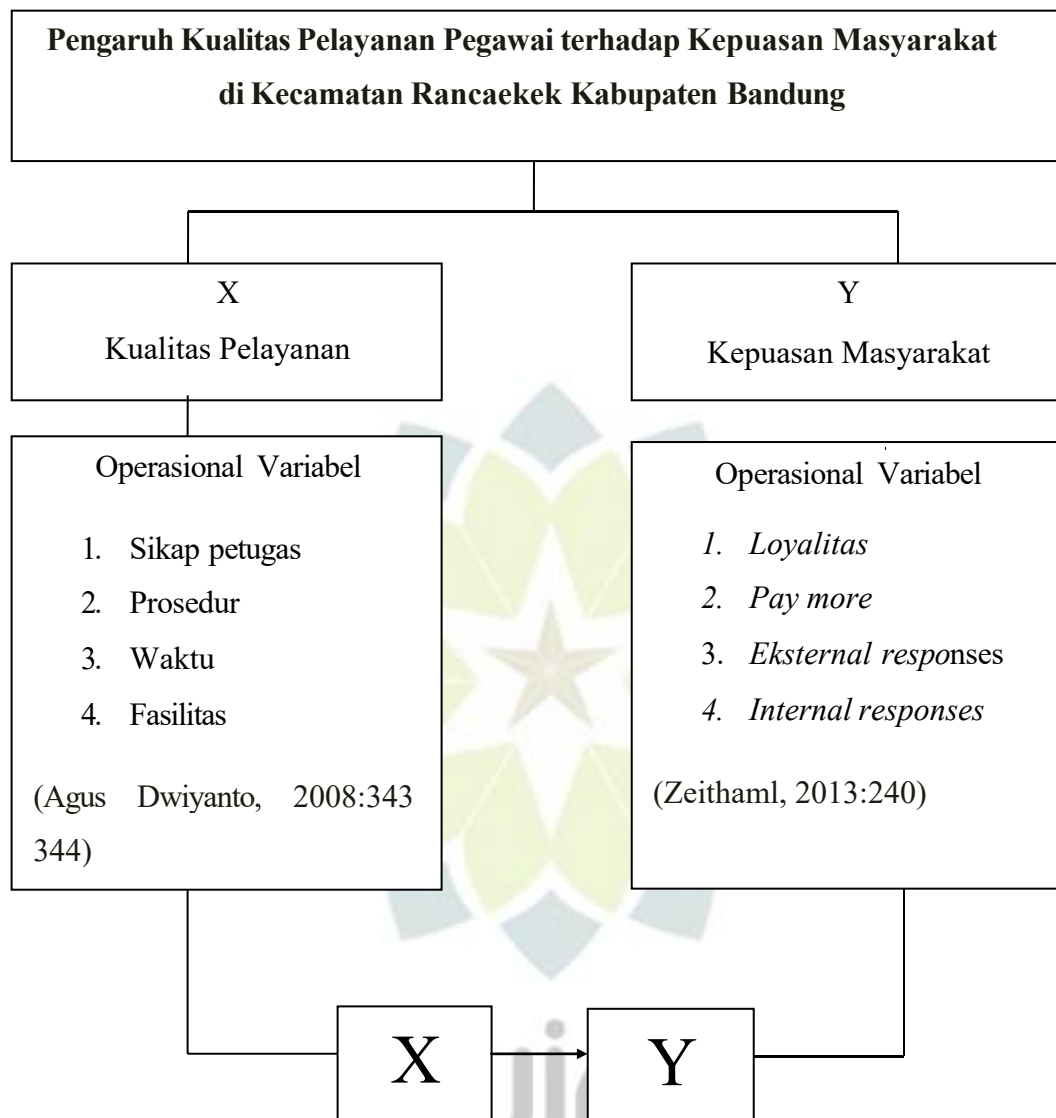 Pengaruh Kualitas Pelayanan Pegawai terhadap Kepuasan Masyarakat
di Kecamatan Rancaekek Kabupaten Bandung
X
Kualitas Pelayanan
Y
Kepuasan Masyarakat
Operasional Variabel
1. Sikap petugas
2. Prosedur
3. Waktu
4. Fasilitas
(Agus Dwiyanto, 2008:343
344)
Operasional Variabel
1. Loyalitas
2. Pay more
3. Eksternal responses
4. Internal responses
(Zeithaml, 2013:240)
X
Y